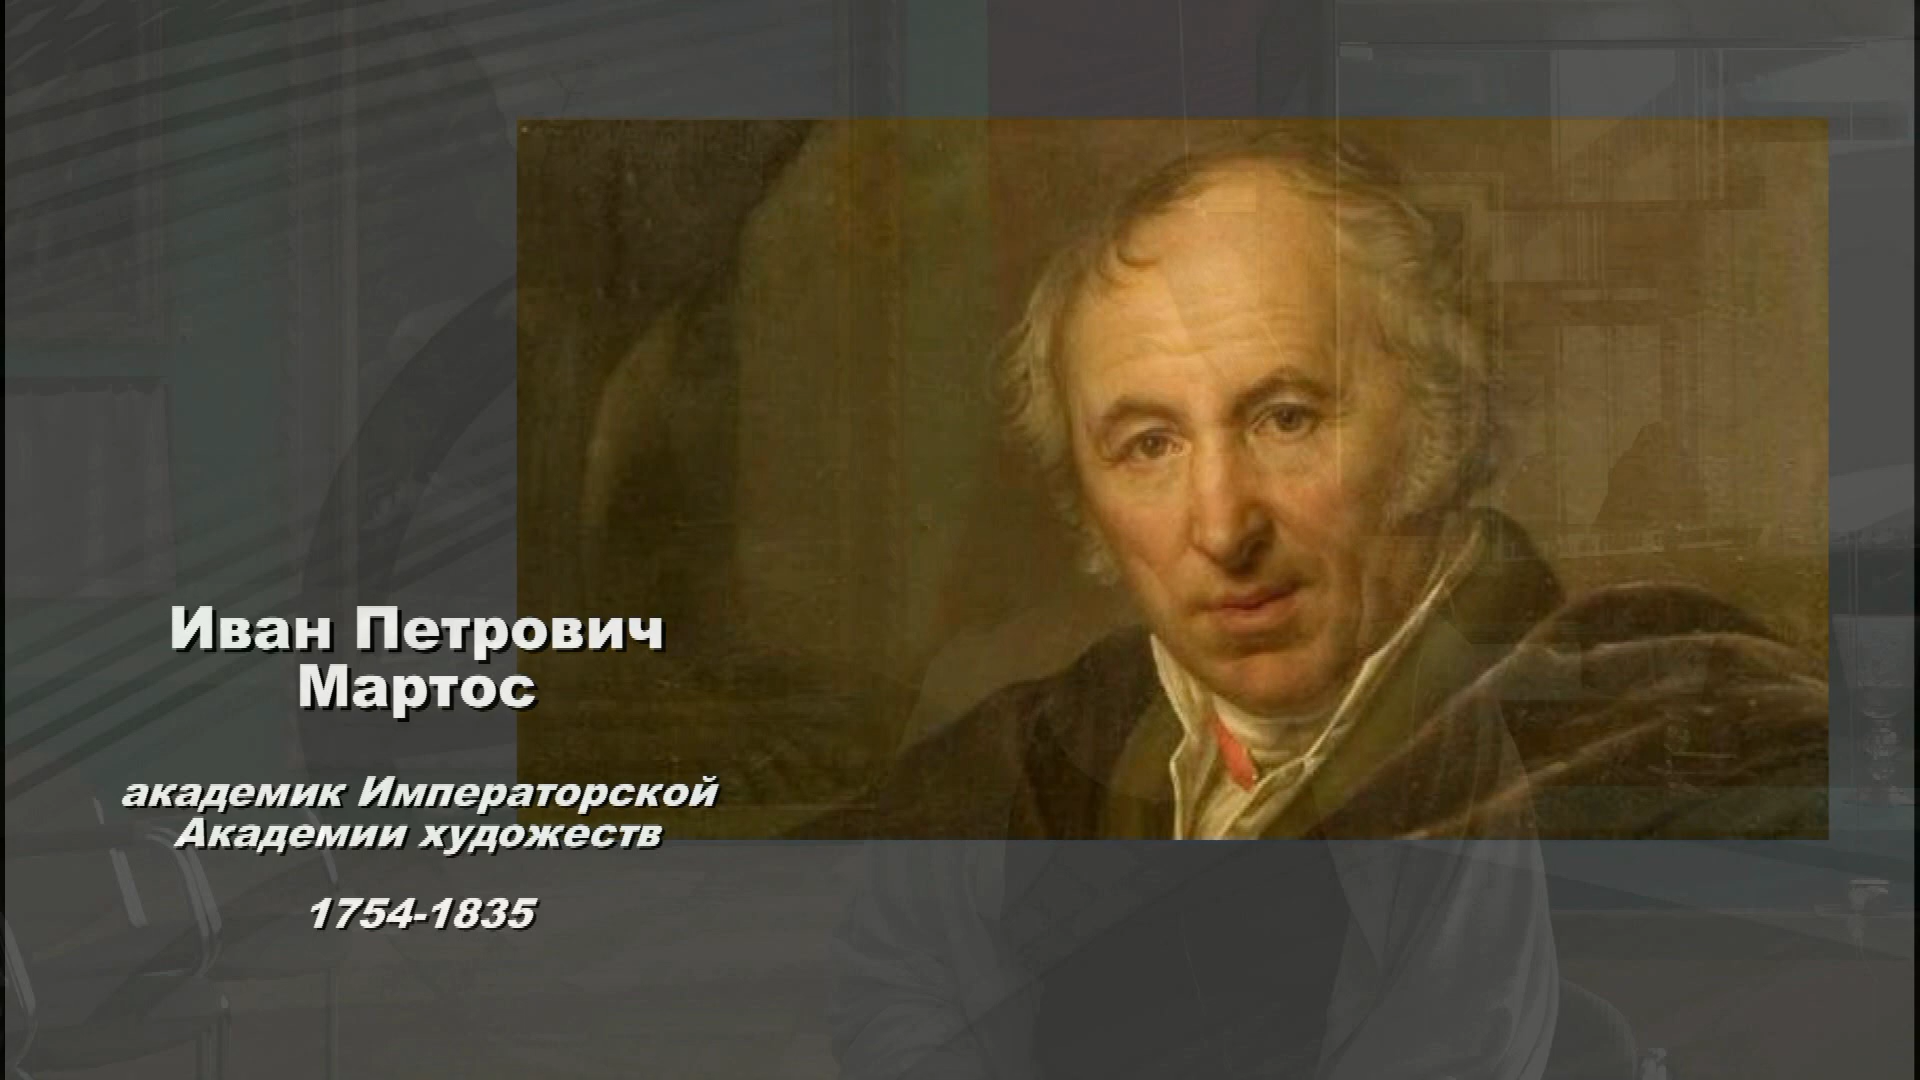 Иван Петрович
Мартос
академик Императорской
Академии художеств
1754-1835